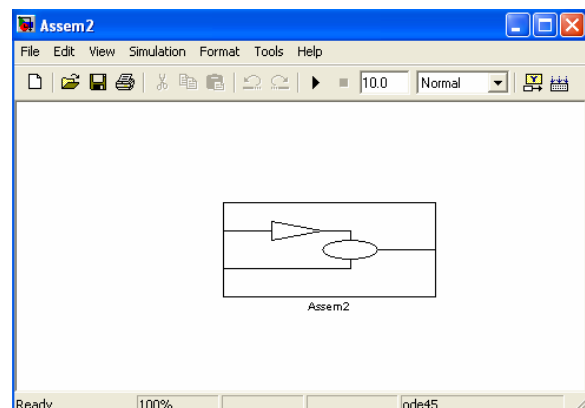 Assem2
File Edit View Simulation Format Tools Help
10.0 Normal
Assem2
Ready 100% ode45